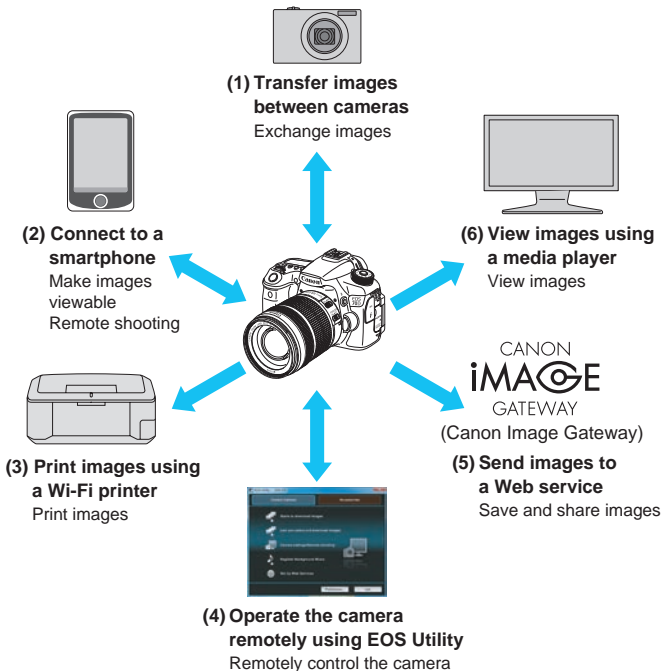 (1) Transfer images
between cameras
Exchange images
(2) Connect to a
smartphone
Make images
viewable
Remote shooting
(6) View images using
a media player
View images
Canon
EOS
70D
CANON
iMAGE
GATEWAY
(Canon Image Gateway)
(3) Print images using
a Wi-Fi printer
Print images
(5) Send images to
a Web service
Save and share images
(4) Operate the camera
remotely using EOS Utility
Remotely control the camera